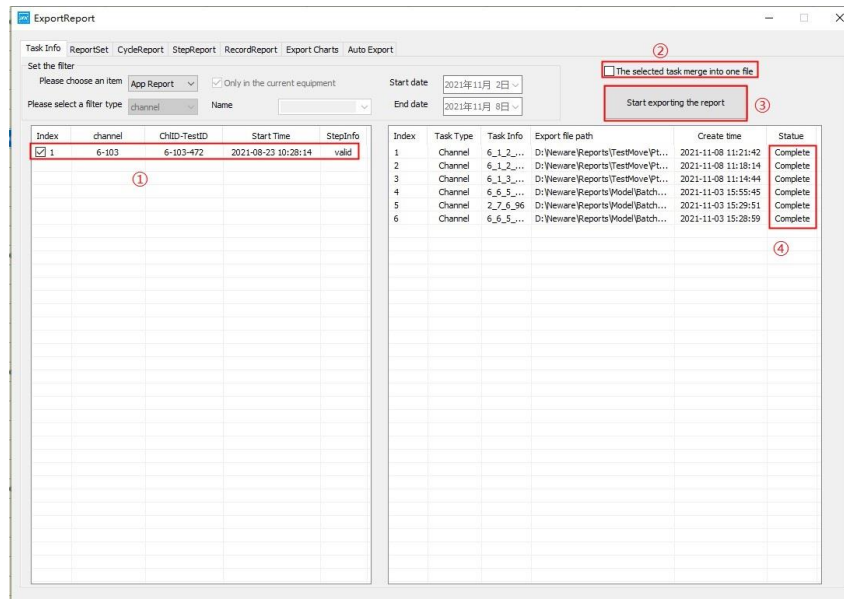 ExportReport
Task Info ReportSet CycleReport StepReport RecordReport Export Charts Auto Export
②
Set the filter
Please choose an item App Report Only in the current equipment Start date 2021年11月 2日 The selected task merge into one file
Please select a filter type channel Name End date 2021年11月 8日 Start exporting the report ③
Index channel ChlID-TestID Start Time StepInfo
1 6-103 6-103-472 2021-08-23 10:28:14 valid
①
Index Task Type Task Info Export file path Create time Statue
1 Channel 6_1_2_... D:\Neware\Reports\TestMove\Pt... 2021-11-08 11:21:42 Complete
2 Channel 6_1_2_... D:\Neware\Reports\TestMove\Pt... 2021-11-08 11:18:14 Complete
3 Channel 6_1_3_... D:\Neware\Reports\TestMove\Pt... 2021-11-08 11:14:44 Complete
4 Channel 6_6_5_... D:\Neware\Reports\Model\Batch... 2021-11-03 15:55:45 Complete
5 Channel 2_7_6_96 D:\Neware\Reports\Model\Batch... 2021-11-03 15:29:51 Complete
6 Channel 6_6_5_... D:\Neware\Reports\Model\Batch... 2021-11-03 15:28:59 Complete
④